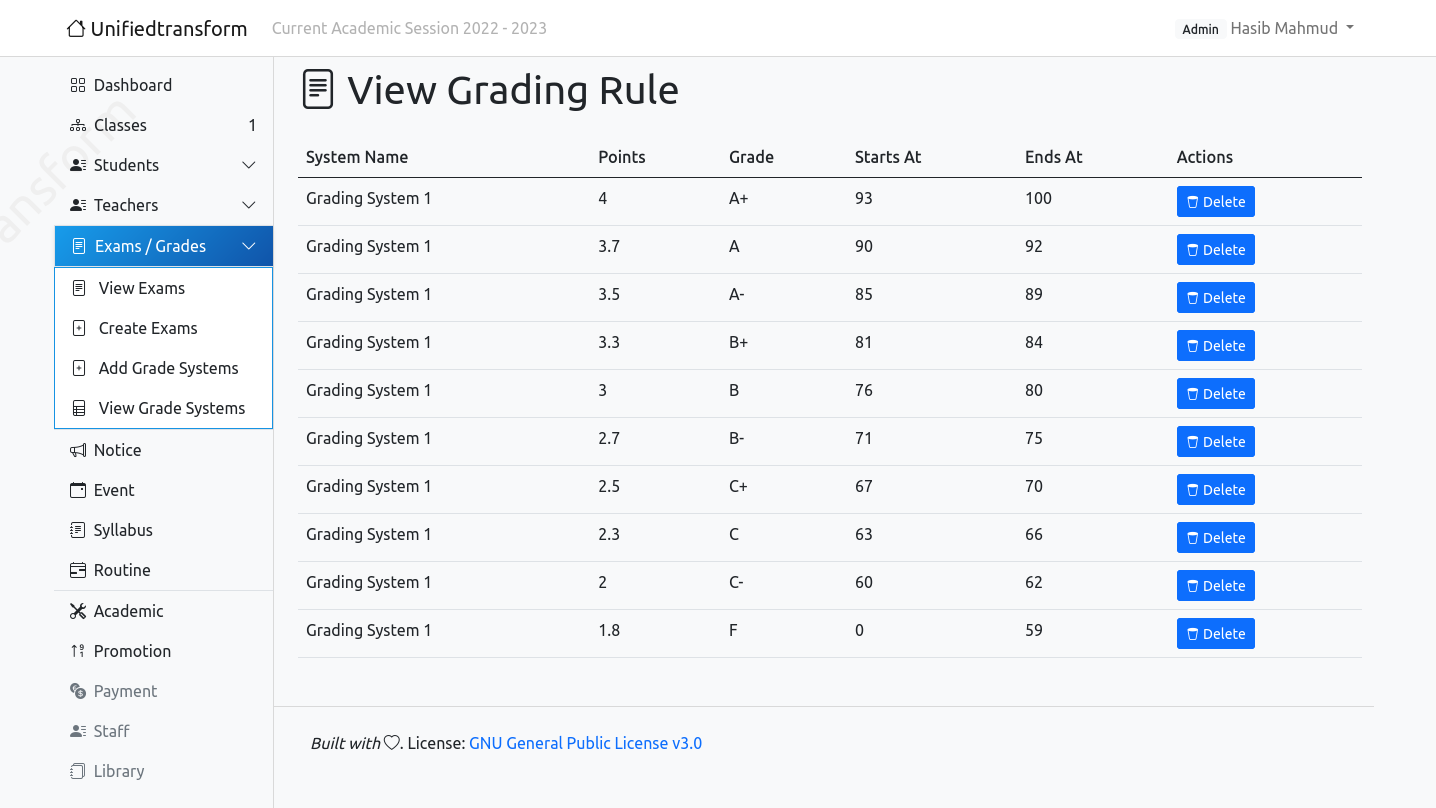 Unifiedtransform Current Academic Session 2022 - 2023 Admin Hasib Mahmud
Dashboard
Classes 1
Students
Teachers
Exams / Grades
View Exams
Create Exams
Add Grade Systems
View Grade Systems
Notice
Event
Syllabus
Routine
Academic
Promotion
Payment
Staff
Library
ansform
View Grading Rule
System Name Points Grade Starts At Ends At Actions
Grading System 1 4 A+ 93 100 Delete
Grading System 1 3.7 A 90 92 Delete
Grading System 1 3.5 A- 85 89 Delete
Grading System 1 3.3 B+ 81 84 Delete
Grading System 1 3 B 76 80 Delete
Grading System 1 2.7 B- 71 75 Delete
Grading System 1 2.5 C+ 67 70 Delete
Grading System 1 2.3 C 63 66 Delete
Grading System 1 2 C- 60 62 Delete
Grading System 1 1.8 F 0 59 Delete
Built with ♡. License: GNU General Public License v3.0